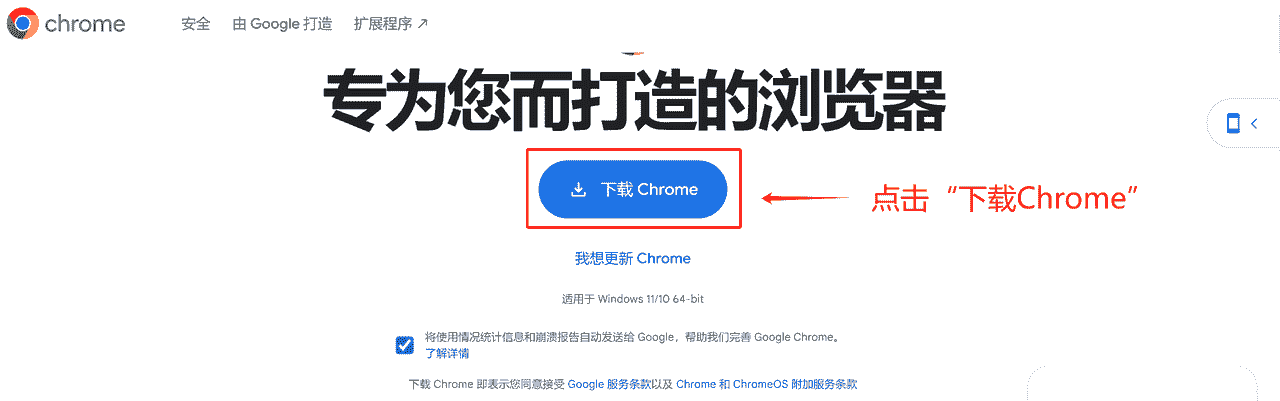 chrome 安全 由 Google 打造 扩展程序 ↗
专为您而打造的浏览器
下载 Chrome
点击“下载Chrome”
我想更新 Chrome
适用于 Windows 11/10 64-bit
将使用情况统计信息和崩溃报告自动发送给 Google，帮助我们完善 Google Chrome。
了解详情
下载 Chrome 即表示您同意接受 Google 服务条款以及 Chrome 和 ChromeOS 附加服务条款